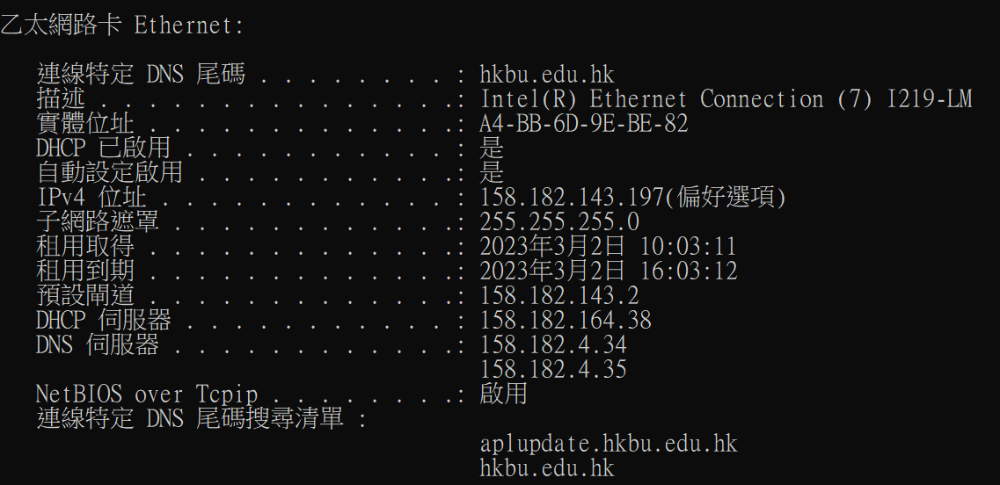 乙太網路卡 Ethernet:
連線特定 DNS 尾碼 . . . . . . . . : hkbu.edu.hk
描述 . . . . . . . . . . . . . . .: Intel(R) Ethernet Connection (7) I219-LM
實體位址 . . . . . . . . . . . . .: A4-BB-6D-9E-BE-82
DHCP 已啟用 . . . . . . . . . . . : 是
自動設定啟用 . . . . . . . . . . .: 是
IPv4 位址 . . . . . . . . . . . . : 158.182.143.197(偏好選項)
子網路遮罩 . . . . . . . . . . . .: 255.255.255.0
租用取得 . . . . . . . . . . . . .: 2023年3月2日 10:03:11
租用到期 . . . . . . . . . . . . .: 2023年3月2日 16:03:12
預設閘道 . . . . . . . . . . . . .: 158.182.143.2
DHCP 伺服器 . . . . . . . . . . . : 158.182.164.38
DNS 伺服器 . . . . . . . . . . . .: 158.182.4.34
158.182.4.35
NetBIOS over Tcpip . . . . . . . .: 啟用
連線特定 DNS 尾碼搜尋清單 :
aplupdate.hkbu.edu.hk
hkbu.edu.hk